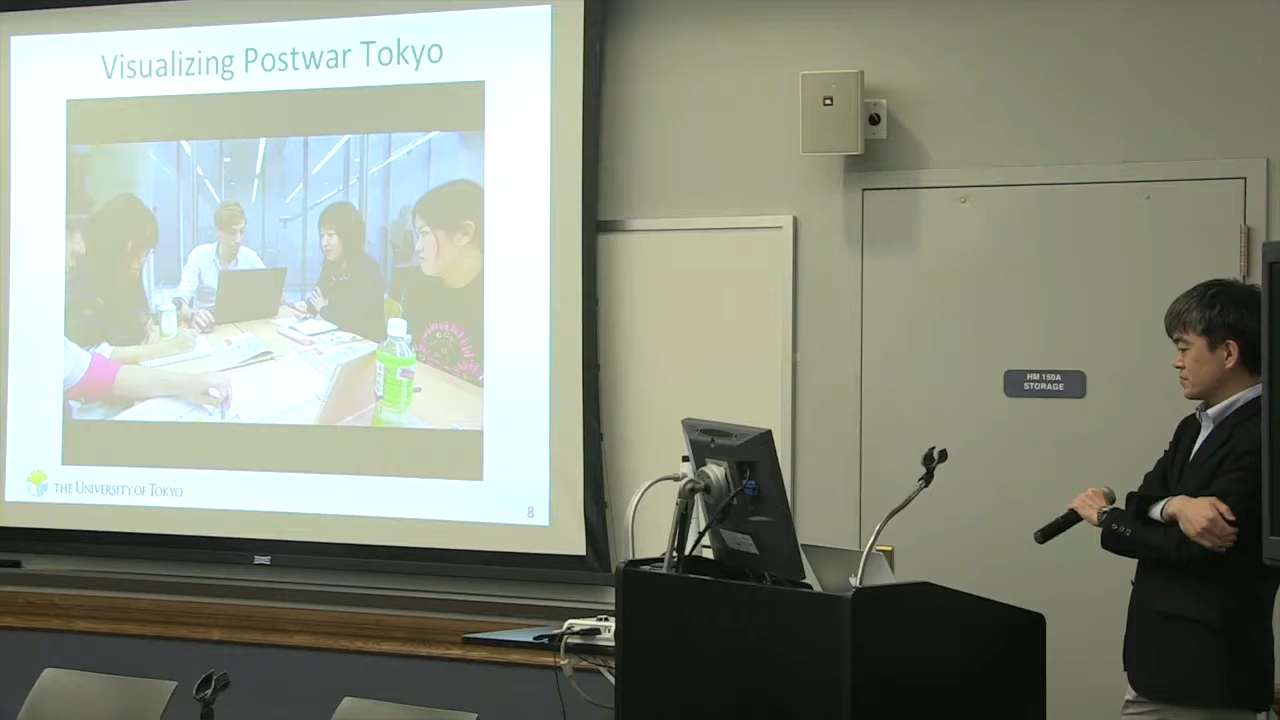 Visualizing Postwar Tokyo
THE UNIVERSITY OF TOKYO
8
HM 150A
STORAGE